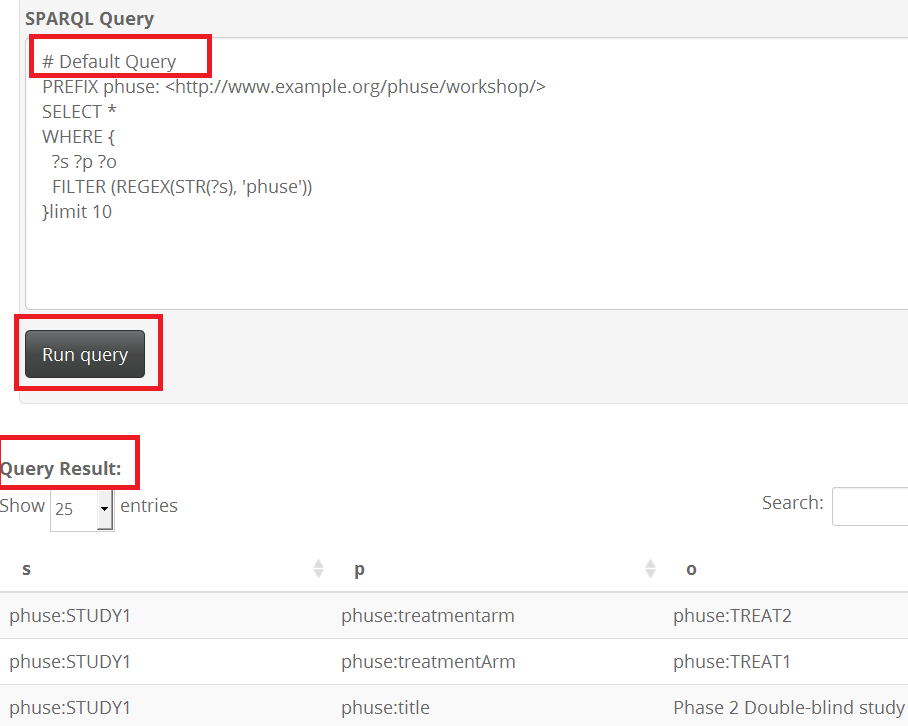 SPARQL Query
# Default Query
PREFIX phuse: <http://www.example.org/phuse/workshop/>
SELECT *
WHERE {
?s ?p ?o
FILTER (REGEX(STR(?s), 'phuse'))
}limit 10
Run query
Query Result:
Show 25 entries Search:
s p o
phuse:STUDY1 phuse:treatmentarm phuse:TREAT2
phuse:STUDY1 phuse:treatmentArm phuse:TREAT1
phuse:STUDY1 phuse:title Phase 2 Double-blind study